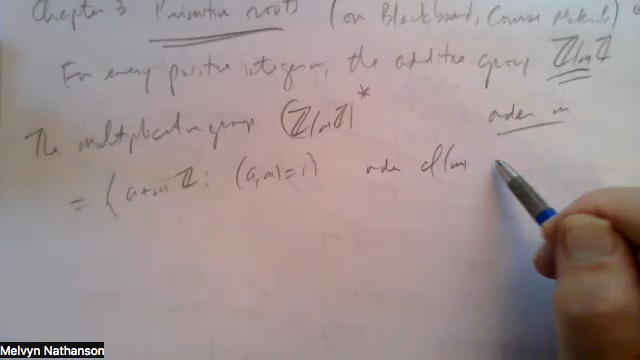 Chapter 3 Primitive roots (on Blackboard, Course Materials)
For every positive integer m, the additive group ℤ/mℤ
order m.
The multiplicative group (ℤ/mℤ)*
= { a+mℤ : (a,m)=1} order φ(m)
Melvyn Nathanson